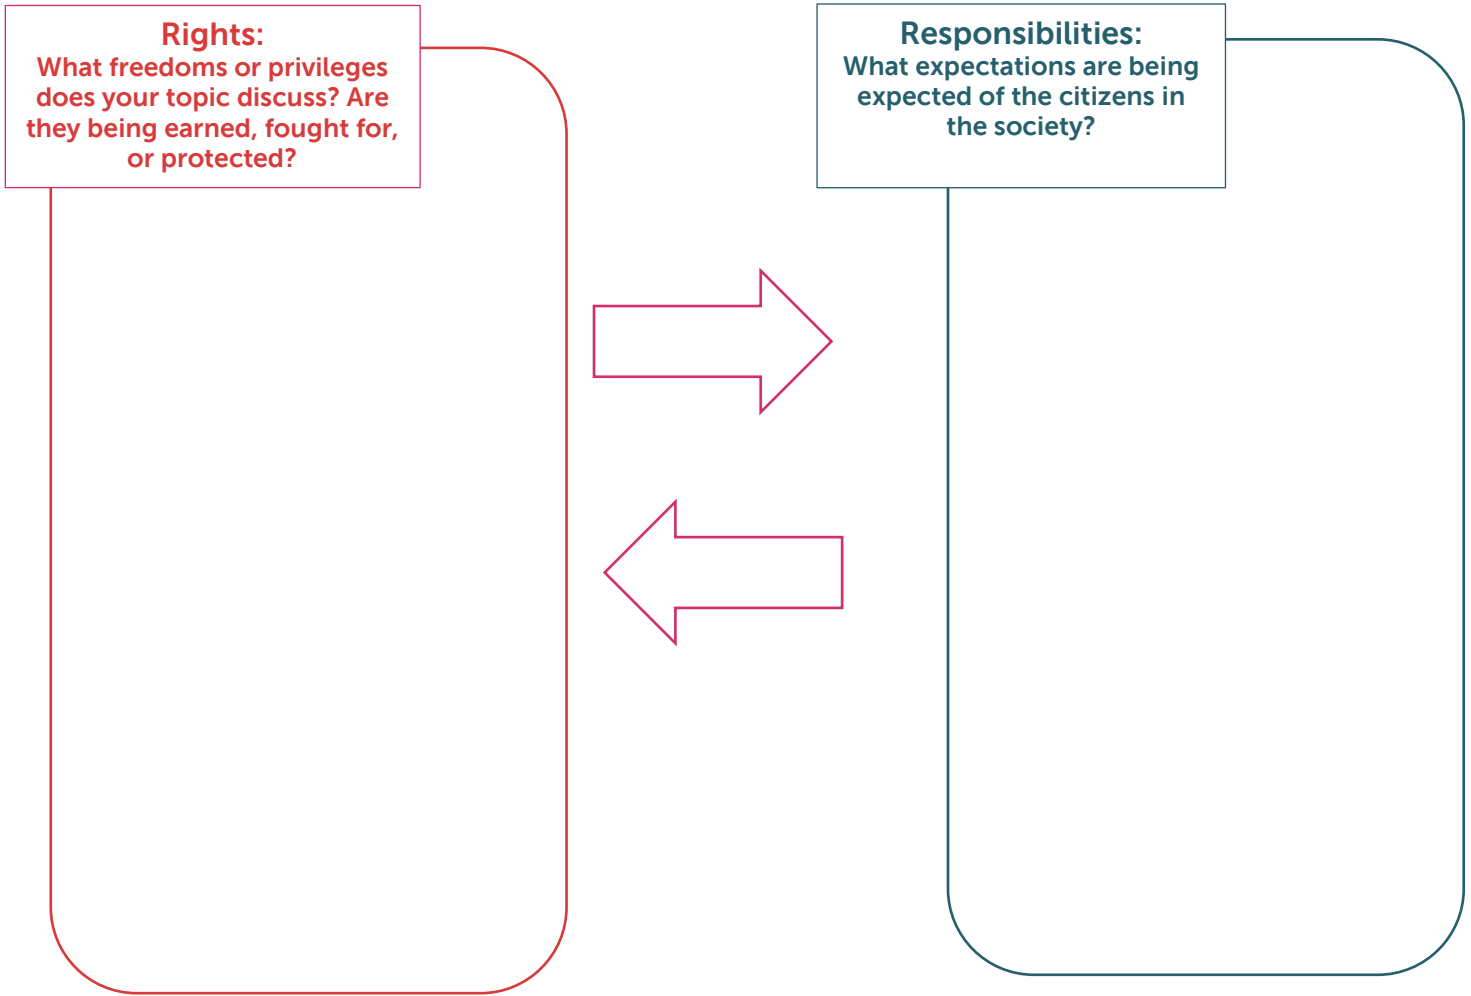 Rights:
What freedoms or privileges
does your topic discuss? Are
they being earned, fought for,
or protected?
Responsibilities:
What expectations are being
expected of the citizens in
the society?